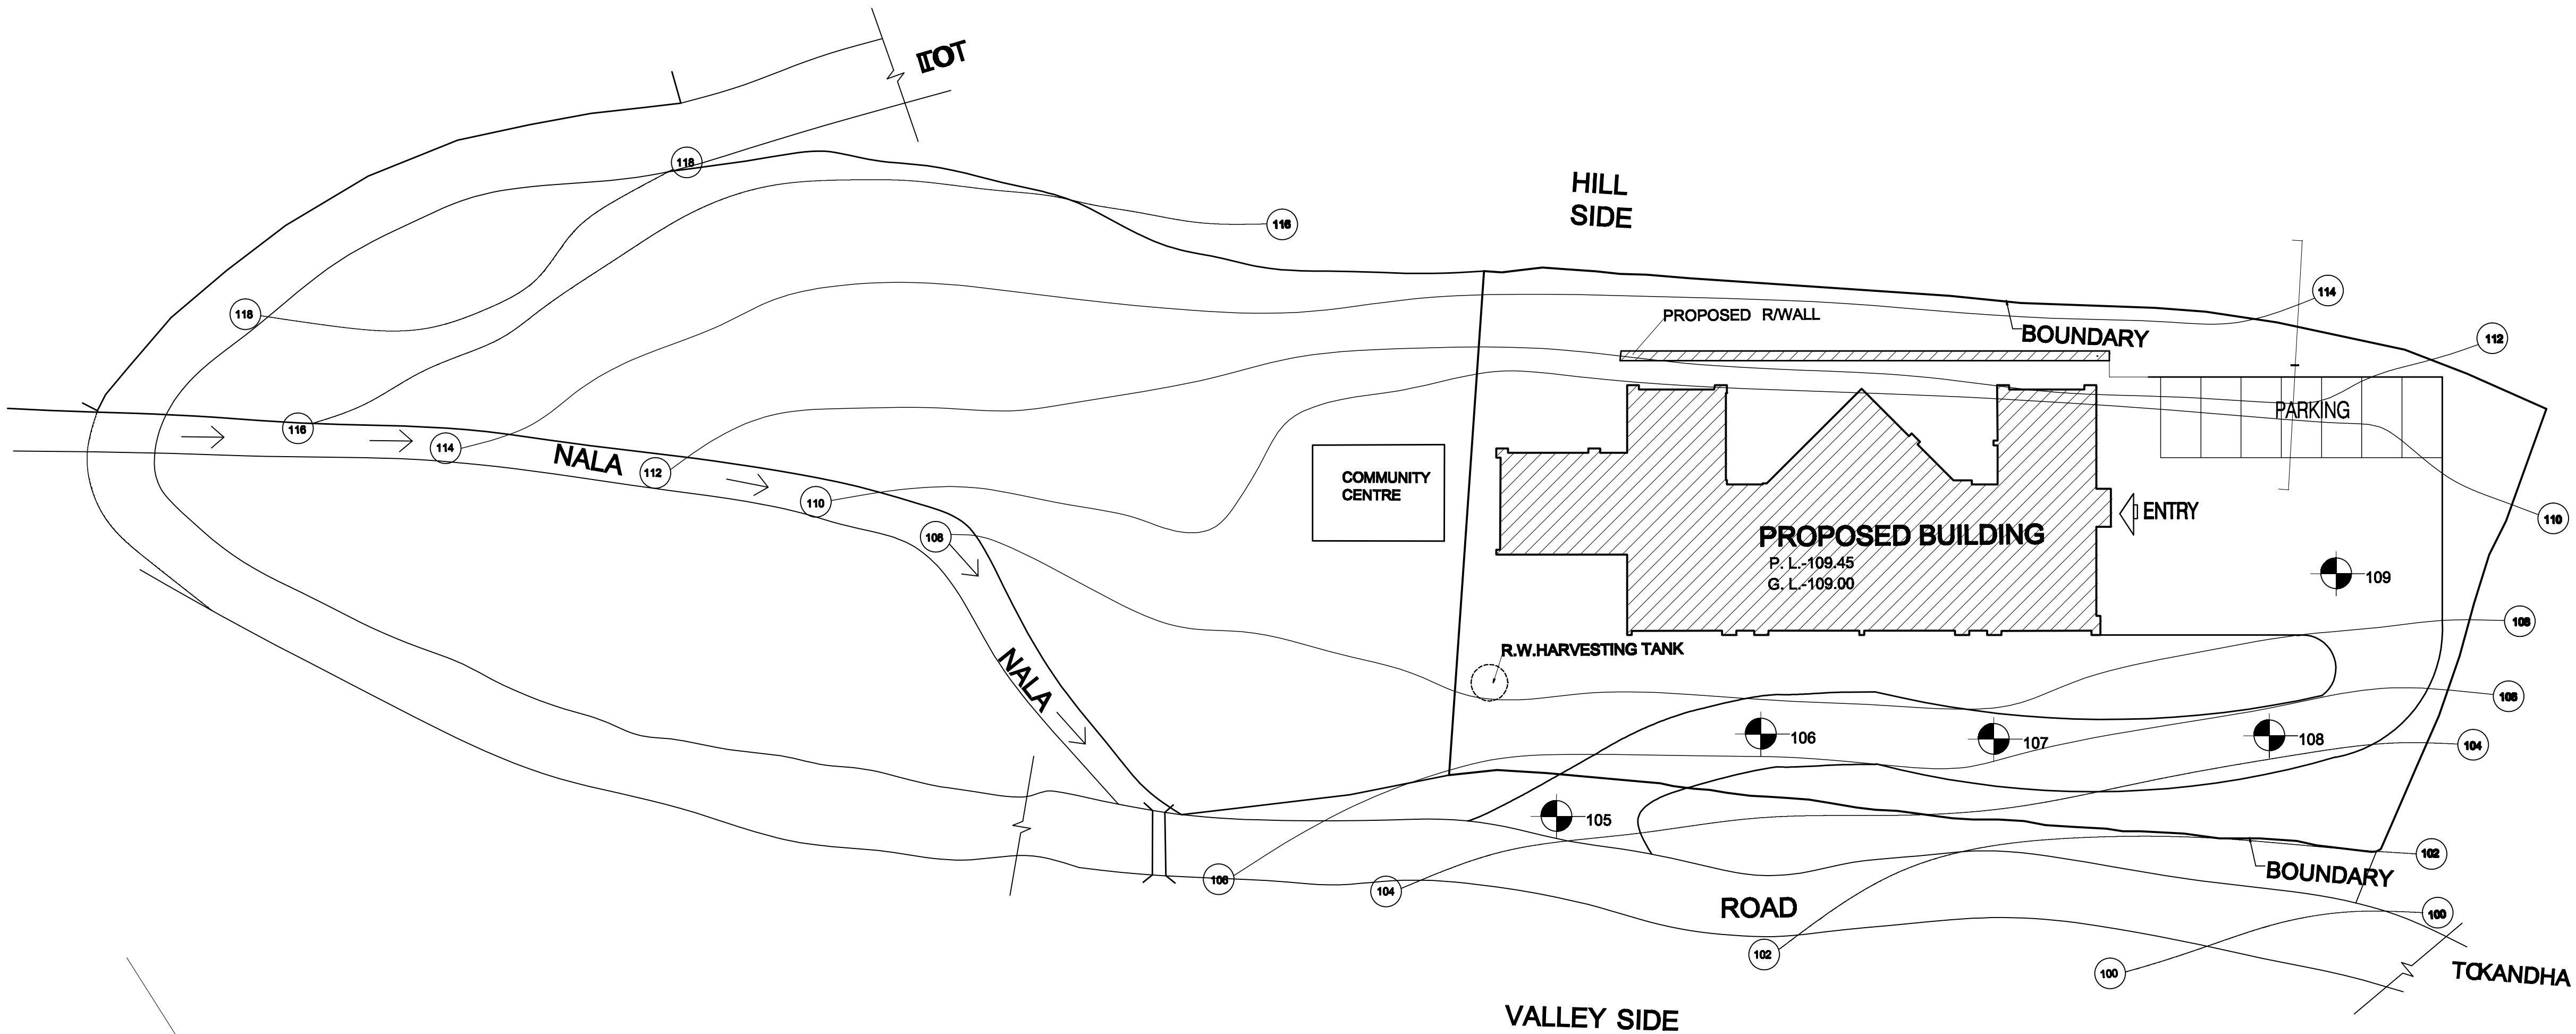 118
116
HILL
SIDE
118
114
PROPOSED R/WALL
BOUNDARY
112
PARKING
116
114
NALA
112
110
COMMUNITY
CENTRE
108
ENTRY
110
PROPOSED BUILDING
P. L.-109.45
G. L.-109.00
109
108
R.W.HARVESTING TANK
NALA
106
106
107
108
104
105
102
BOUNDARY
106
104
ROAD
100
102
100
KANDHA
VALLEY SIDE